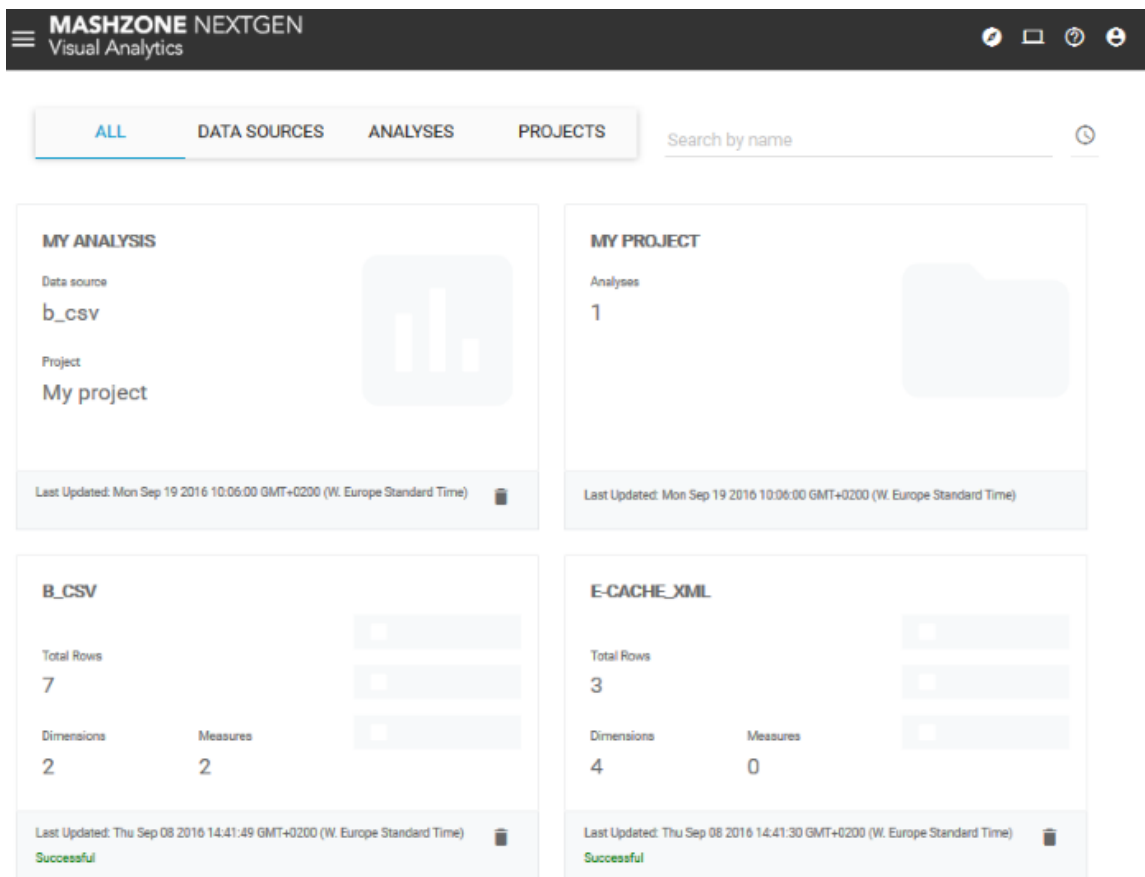 MASHZONE NEXTGEN
Visual Analytics
ALL DATA SOURCES ANALYSES PROJECTS
Search by name
MY ANALYSIS
Data source
b_csv
Project
My project
Last Updated: Mon Sep 19 2016 10:06:00 GMT+0200 (W. Europe Standard Time)
MY PROJECT
Analyses
1
Last Updated: Mon Sep 19 2016 10:06:00 GMT+0200 (W. Europe Standard Time)
B_CSV
Total Rows
7
Dimensions Measures
2 2
Last Updated: Thu Sep 08 2016 14:41:49 GMT+0200 (W. Europe Standard Time)
Successful
E-CACHE_XML
Total Rows
3
Dimensions Measures
4 0
Last Updated: Thu Sep 08 2016 14:41:30 GMT+0200 (W. Europe Standard Time)
Successful